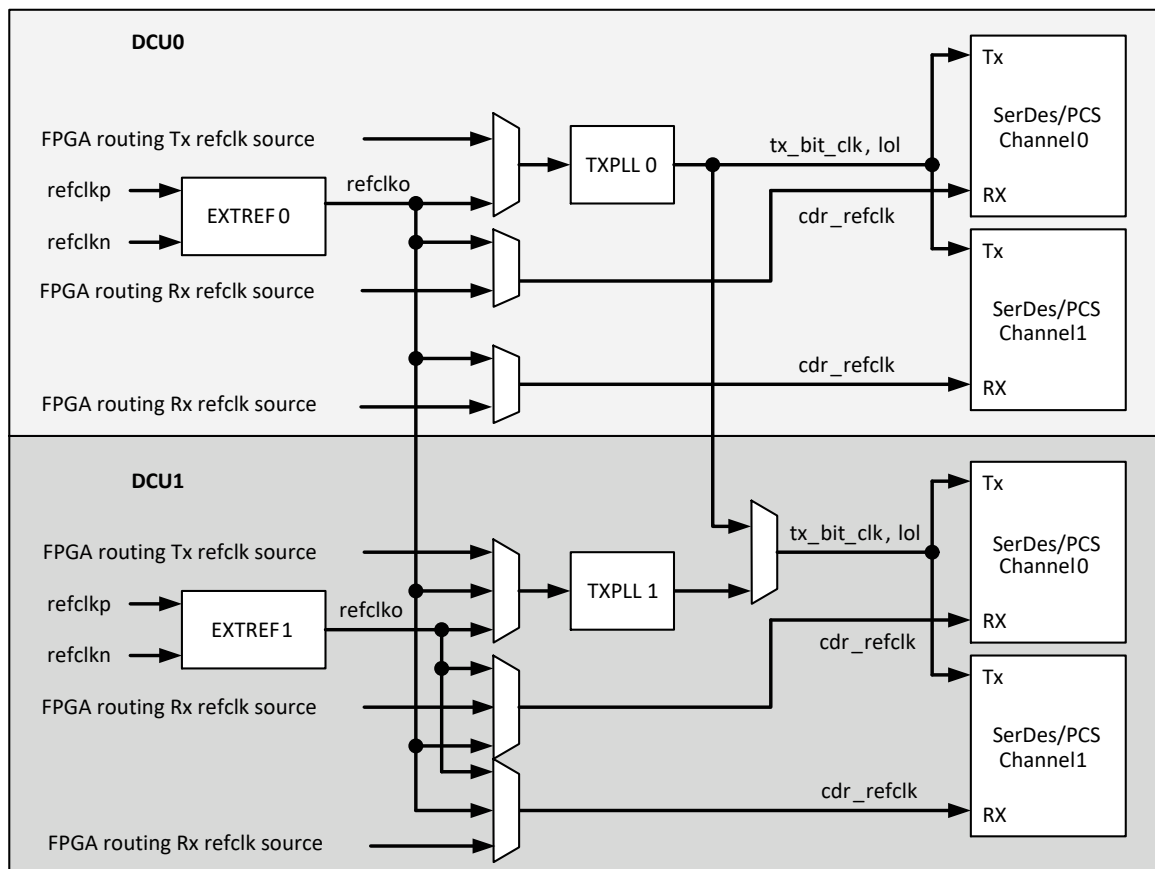 DCU0
Tx
SerDes/PCS
Channel0
RX
FPGA routing Tx refclk source
TXPLL 0
tx_bit_clk, lol
refclkp
EXTREF 0
refclko
refclkn
cdr_refclk
FPGA routing Rx refclk source
Tx
SerDes/PCS
Channel1
RX
cdr_refclk
FPGA routing Rx refclk source
DCU1
Tx
SerDes/PCS
Channel0
RX
FPGA routing Tx refclk source
TXPLL 1
tx_bit_clk, lol
refclkp
EXTREF 1
refclko
refclkn
cdr_refclk
FPGA routing Rx refclk source
Tx
SerDes/PCS
Channel1
RX
cdr_refclk
FPGA routing Rx refclk source